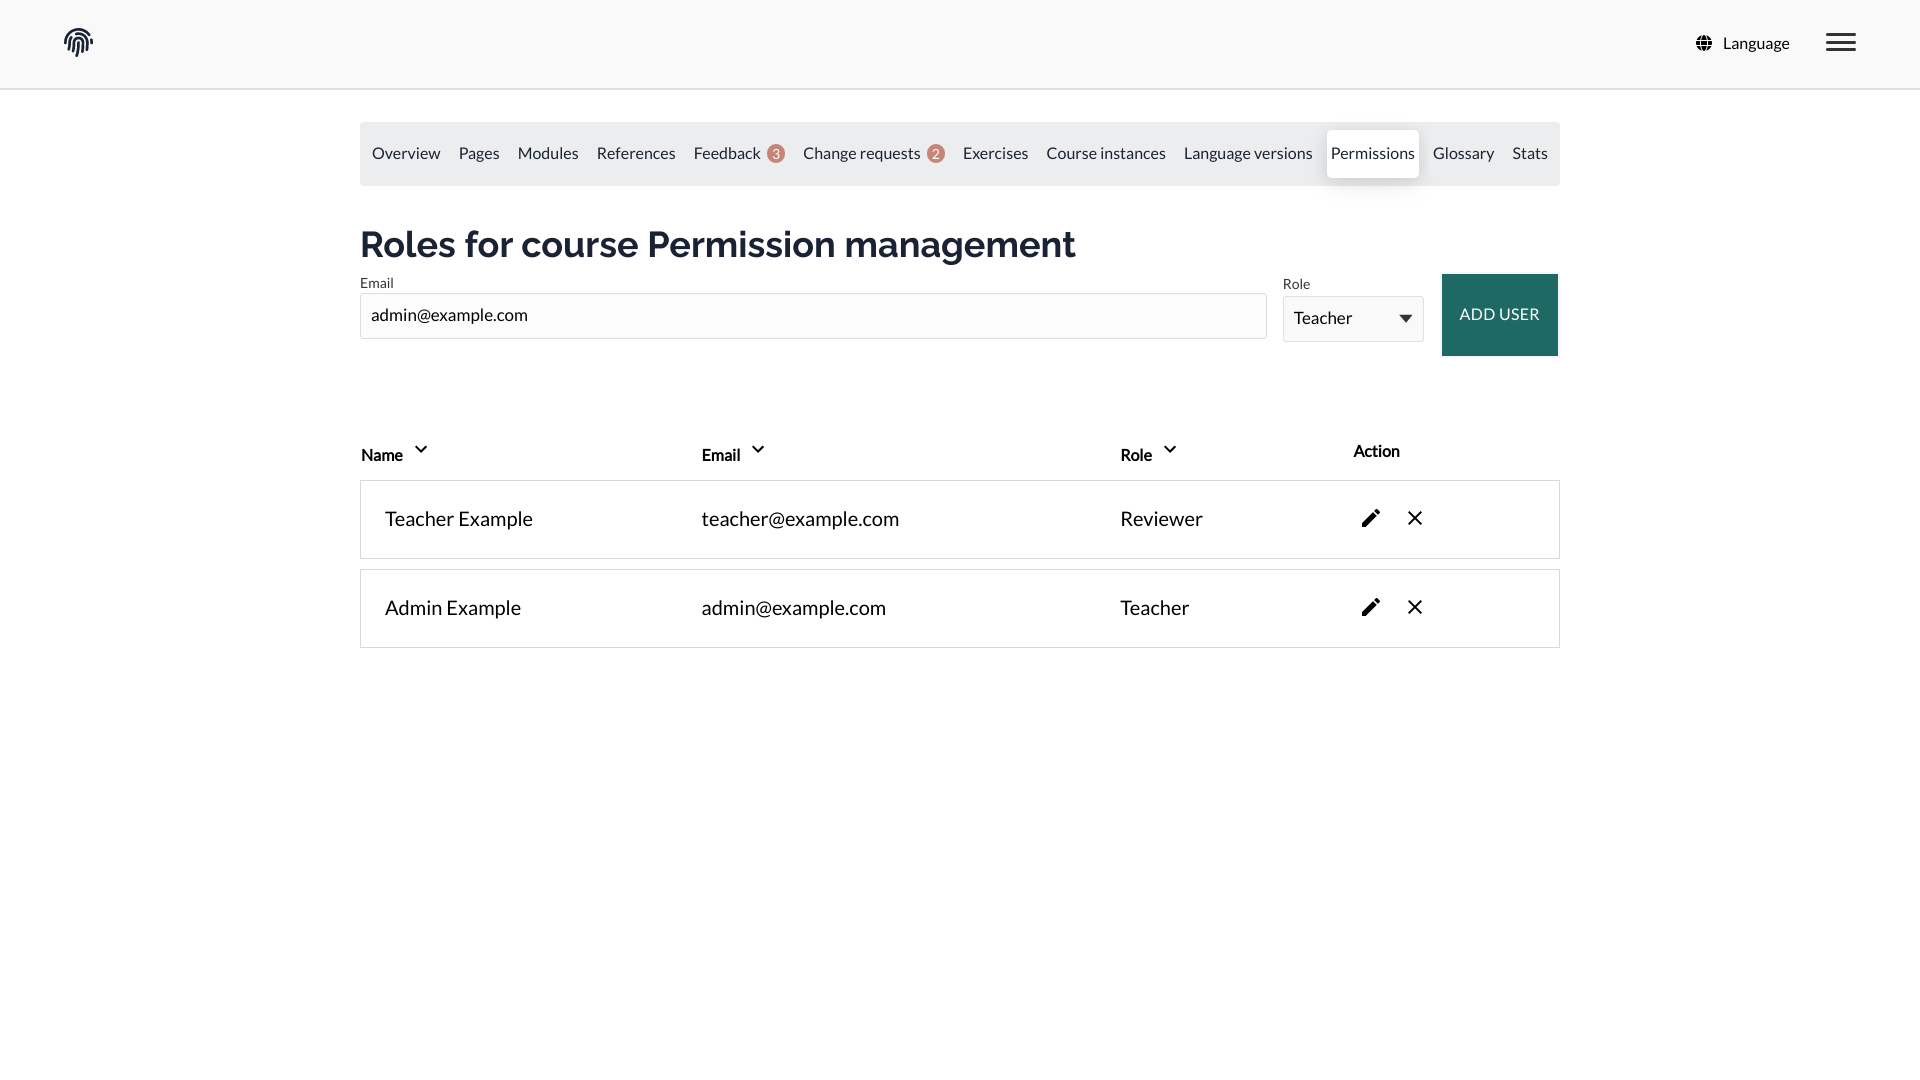 Language
Overview Pages Modules References Feedback 3 Change requests 2 Exercises Course instances Language versions Permissions Glossary Stats
Roles for course Permission management
Email
admin@example.com
Role
Teacher
ADD USER
Name Email Role Action
Teacher Example teacher@example.com Reviewer
Admin Example admin@example.com Teacher